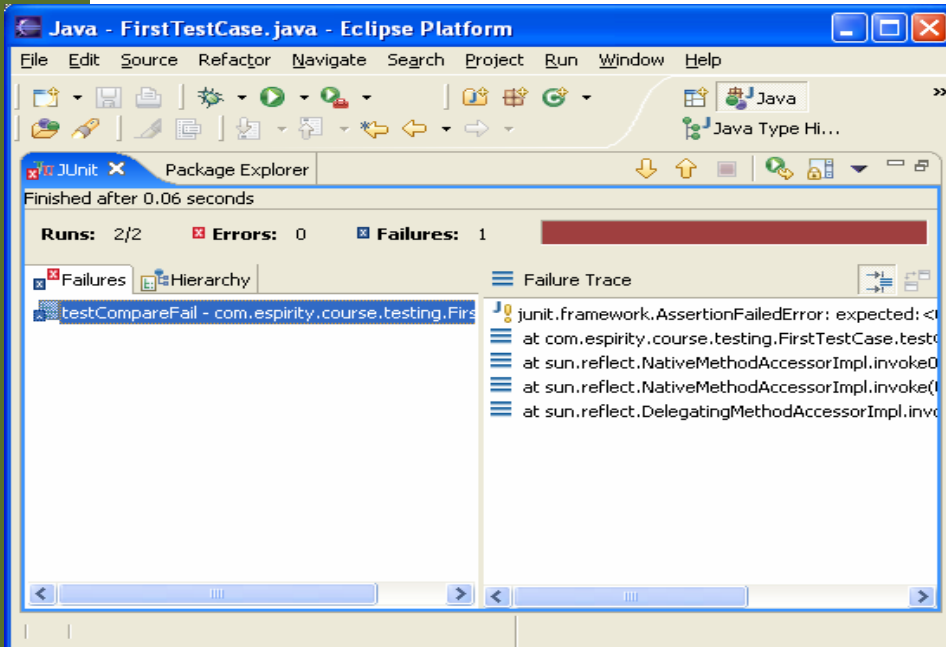 Java - FirstTestCase.java - Eclipse Platform
File Edit Source Refactor Navigate Search Project Run Window Help
Java
Java Type Hi...
JUnit Package Explorer
Finished after 0.06 seconds
Runs: 2/2 Errors: 0 Failures: 1
Failures Hierarchy
Failure Trace
testCompareFail - com.espirity.course.testing.Firs
junit.framework.AssertionFailedError: expected:<
at com.espirity.course.testing.FirstTestCase.test
at sun.reflect.NativeMethodAccessorImpl.invoke0
at sun.reflect.NativeMethodAccessorImpl.invoke(
at sun.reflect.DelegatingMethodAccessorImpl.invo